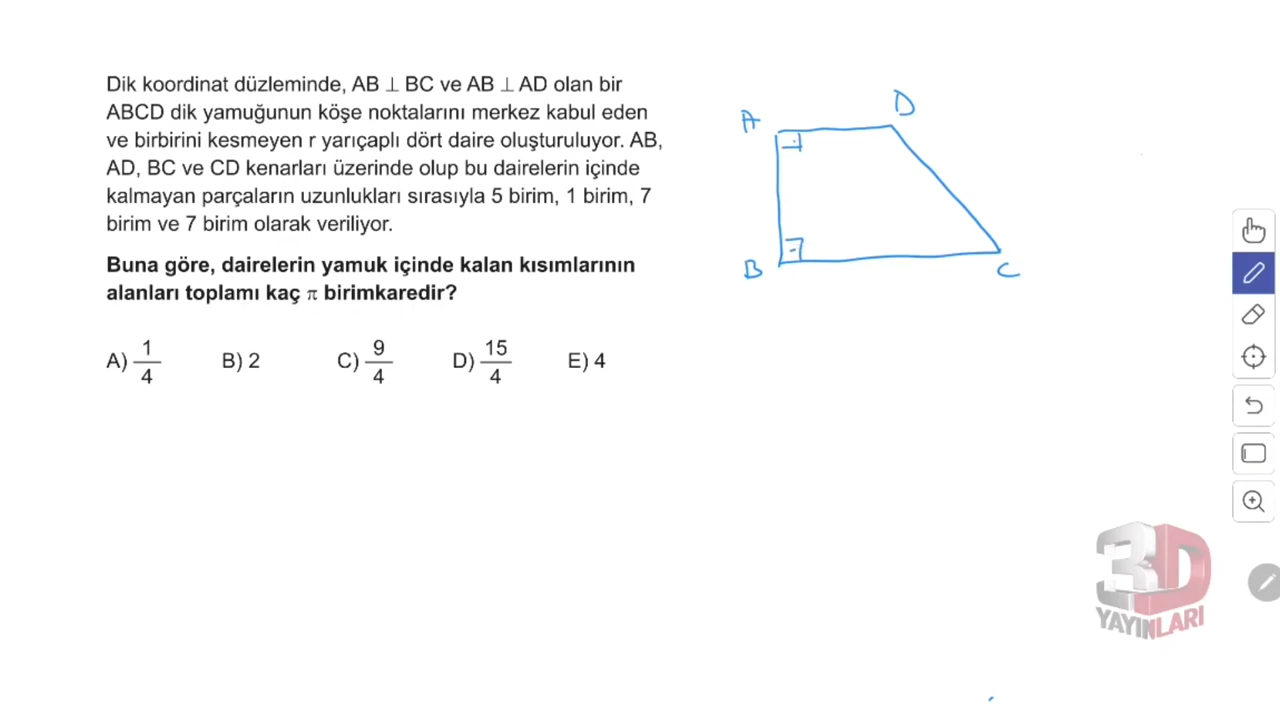 Dik koordinat düzleminde, AB ⊥ BC ve AB ⊥ AD olan bir
ABCD dik yamuğunun köşe noktalarını merkez kabul eden
ve birbirini kesmeyen r yarıçaplı dört daire oluşturuluyor. AB,
AD, BC ve CD kenarları üzerinde olup bu dairelerin içinde
kalmayan parçaların uzunlukları sırasıyla 5 birim, 1 birim, 7
birim ve 7 birim olarak veriliyor.
Buna göre, dairelerin yamuk içinde kalan kısımlarının
alanları toplamı kaç π birimkaredir?
A) 1/4 B) 2 C) 9/4 D) 15/4 E) 4
A D
B C
3D
YAYINLARI